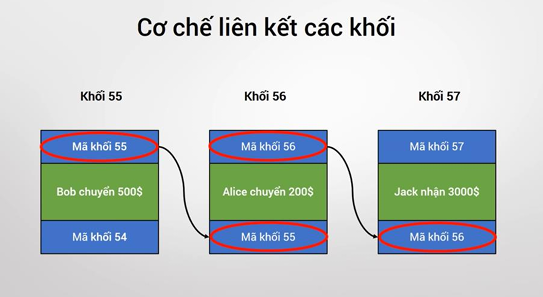 Cơ chế liên kết các khối
Khối 55
Khối 56
Khối 57
Mã khối 55
Mã khối 56
Mã khối 57
Bob chuyển 500$
Alice chuyển 200$
Jack nhận 3000$
Mã khối 54
Mã khối 55
Mã khối 56